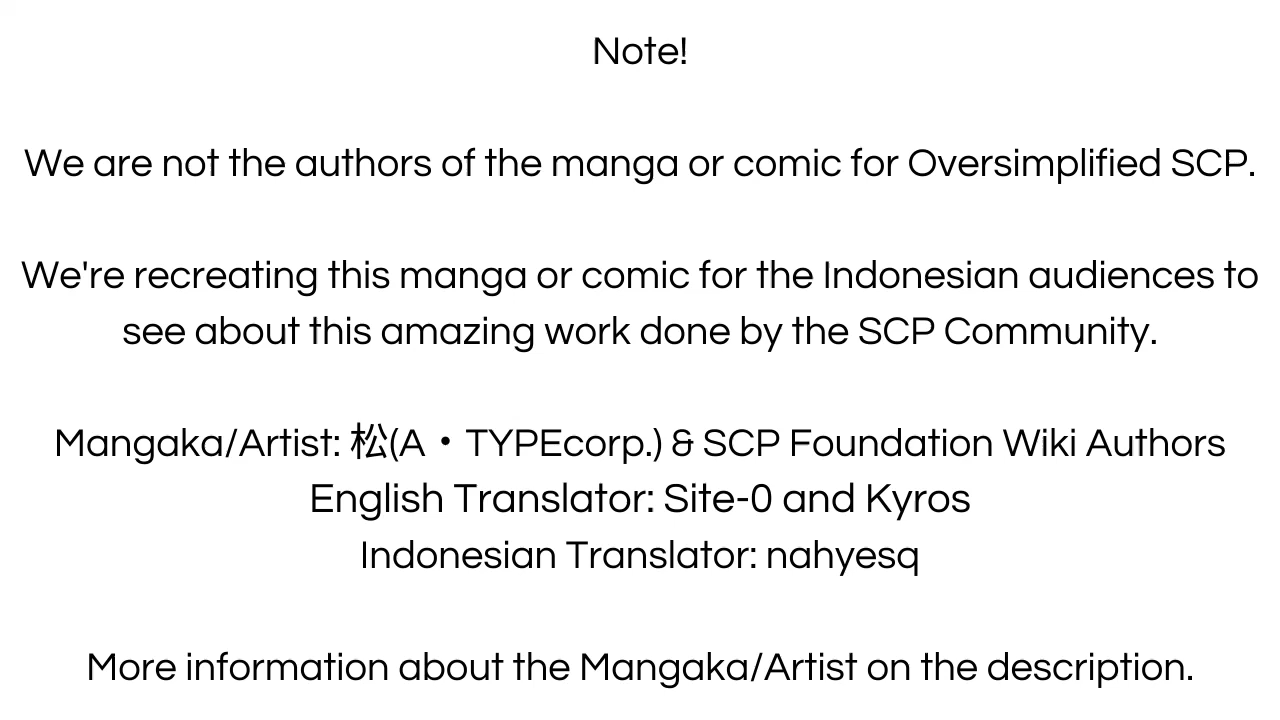 Note!
We are not the authors of the manga or comic for Oversimplified SCP.
We're recreating this manga or comic for the Indonesian audiences to
see about this amazing work done by the SCP Community.
Mangaka/Artist: 松(A・TYPEcorp.) & SCP Foundation Wiki Authors
English Translator: Site-0 and Kyros
Indonesian Translator: nahyesq
More information about the Mangaka/Artist on the description.